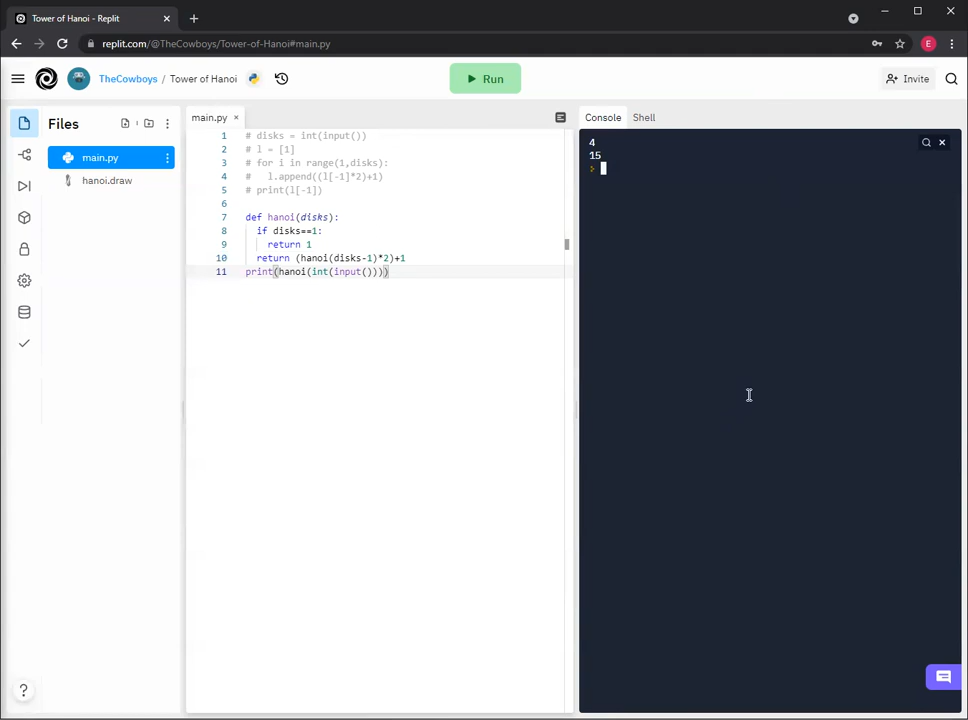 Tower of Hanoi - Replit
replit.com/@TheCowboys/Tower-of-Hanoi#main.py
E
TheCowboys / Tower of Hanoi
Run
Invite
Files
main.py
hanoi.draw
main.py
1 # disks = int(input())
2 # l = [1]
3 # for i in range(1,disks):
4 #   l.append((l[-1]*2)+1)
5 # print(l[-1])
6
7 def hanoi(disks):
8   if disks==1:
9     return 1
10   return (hanoi(disks-1)*2)+1
11 print(hanoi(int(input())))
Console Shell
4
15
>
?